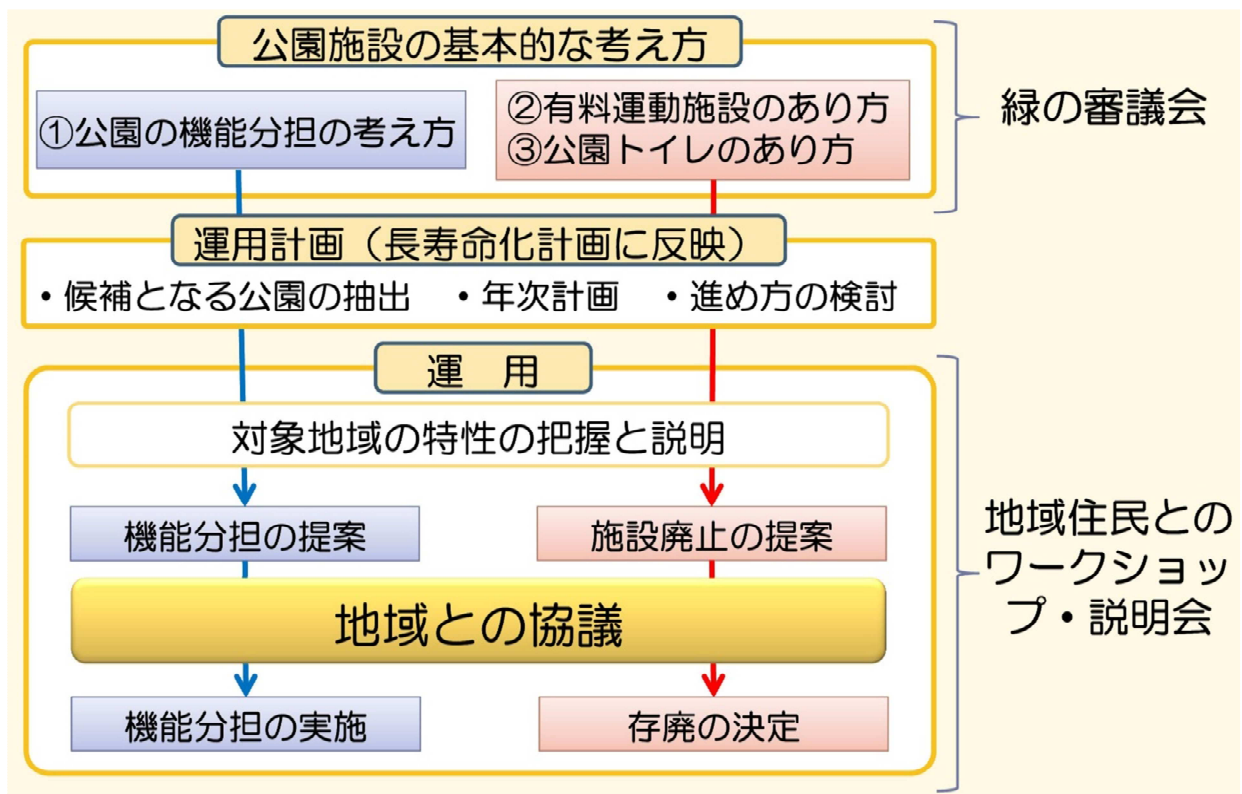 公園施設の基本的な考え方
①公園の機能分担の考え方
②有料運動施設のあり方
③公園トイレのあり方
緑の審議会
運用計画（長寿命化計画に反映）
・候補となる公園の抽出　・年次計画　・進め方の検討
運　用
対象地域の特性の把握と説明
機能分担の提案
施設廃止の提案
地域との協議
機能分担の実施
存廃の決定
地域住民との
ワークショッ
プ・説明会